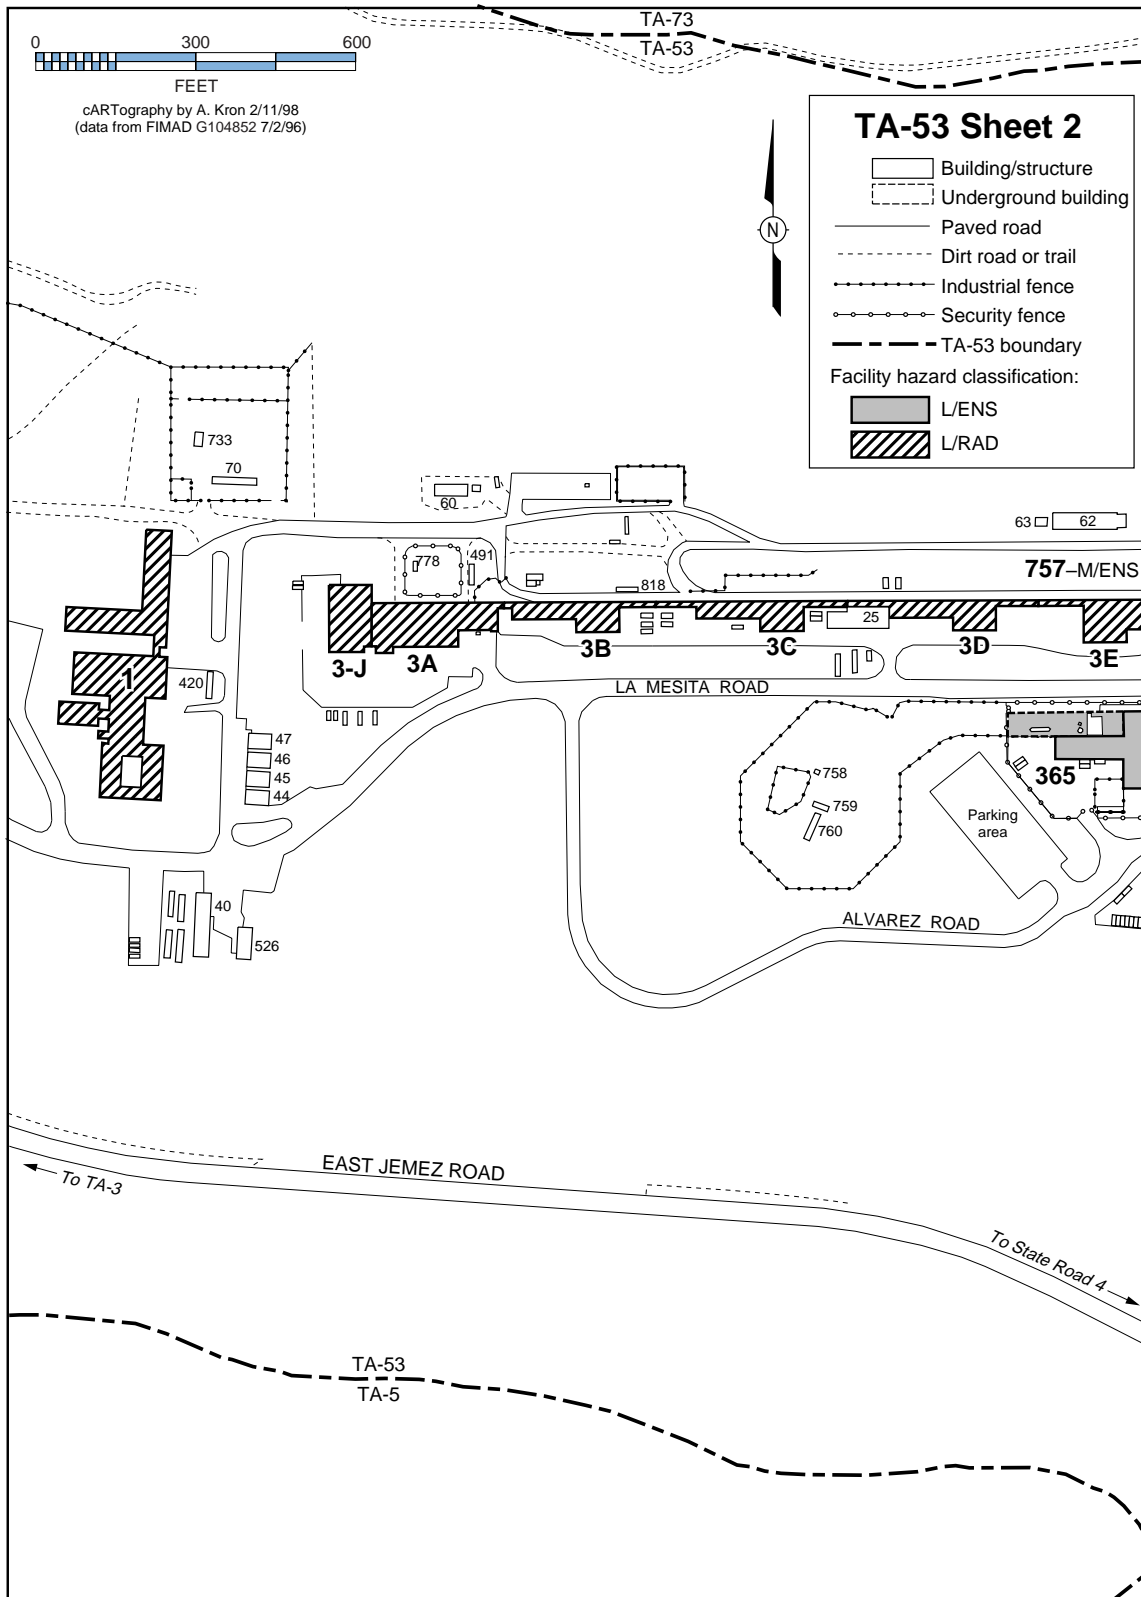 TA-73
TA-53
0 300 600
FEET
cARTography by A. Kron 2/11/98
(data from FIMAD G104852 7/2/96)
TA-53 Sheet 2
Building/structure
Underground building
Paved road
Dirt road or trail
Industrial fence
Security fence
TA-53 boundary
Facility hazard classification:
L/ENS
L/RAD
N
733
70
60
63
62
778
491
818
757–M/ENS
25
3-J
3A
3B
3C
3D
3E
1
420
LA MESITA ROAD
47
46
45
44
758
759
760
365
Parking
area
40
526
ALVAREZ ROAD
EAST JEMEZ ROAD
To TA-3
To State Road 4
TA-53
TA-5